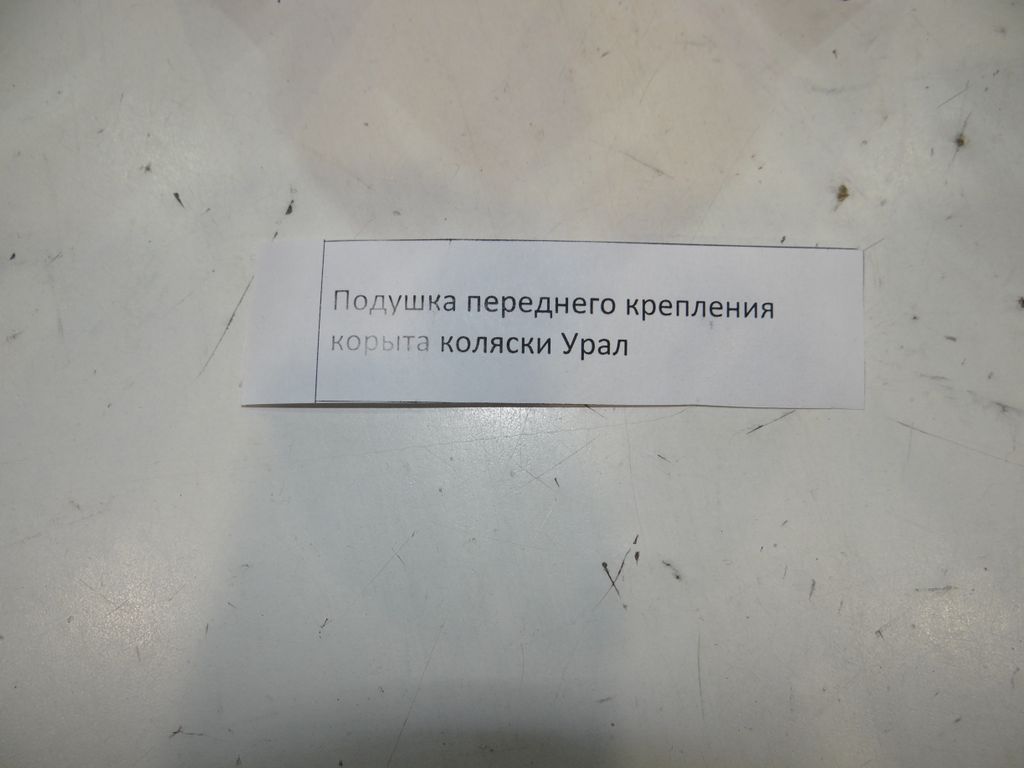 Подушка переднего крепления
корыта коляски Урал